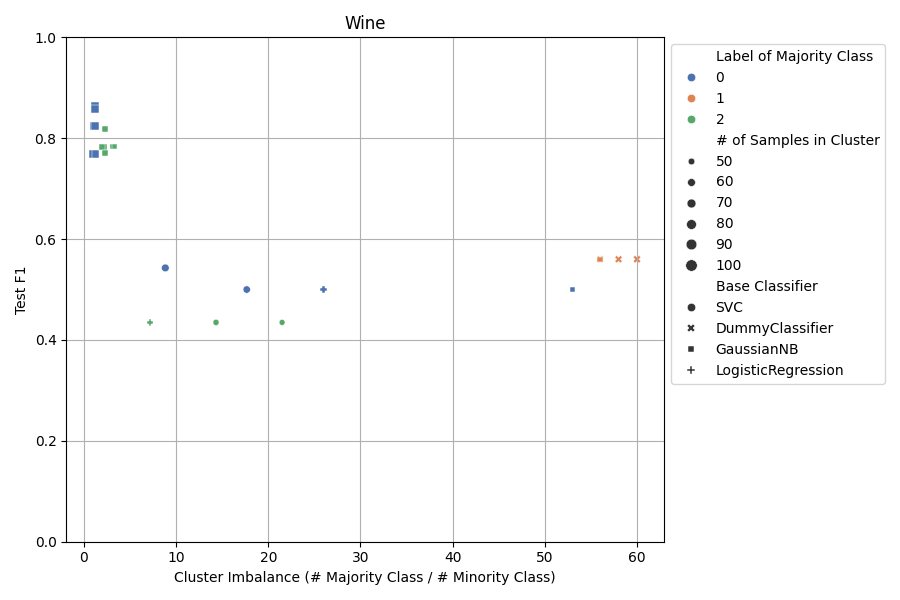 Wine
1.0
0.8
0.6
0.4
0.2
0.0
Test F1
0 10 20 30 40 50 60
Cluster Imbalance (# Majority Class / # Minority Class)
Label of Majority Class
0
1
2
# of Samples in Cluster
50
60
70
80
90
100
Base Classifier
SVC
DummyClassifier
GaussianNB
LogisticRegression